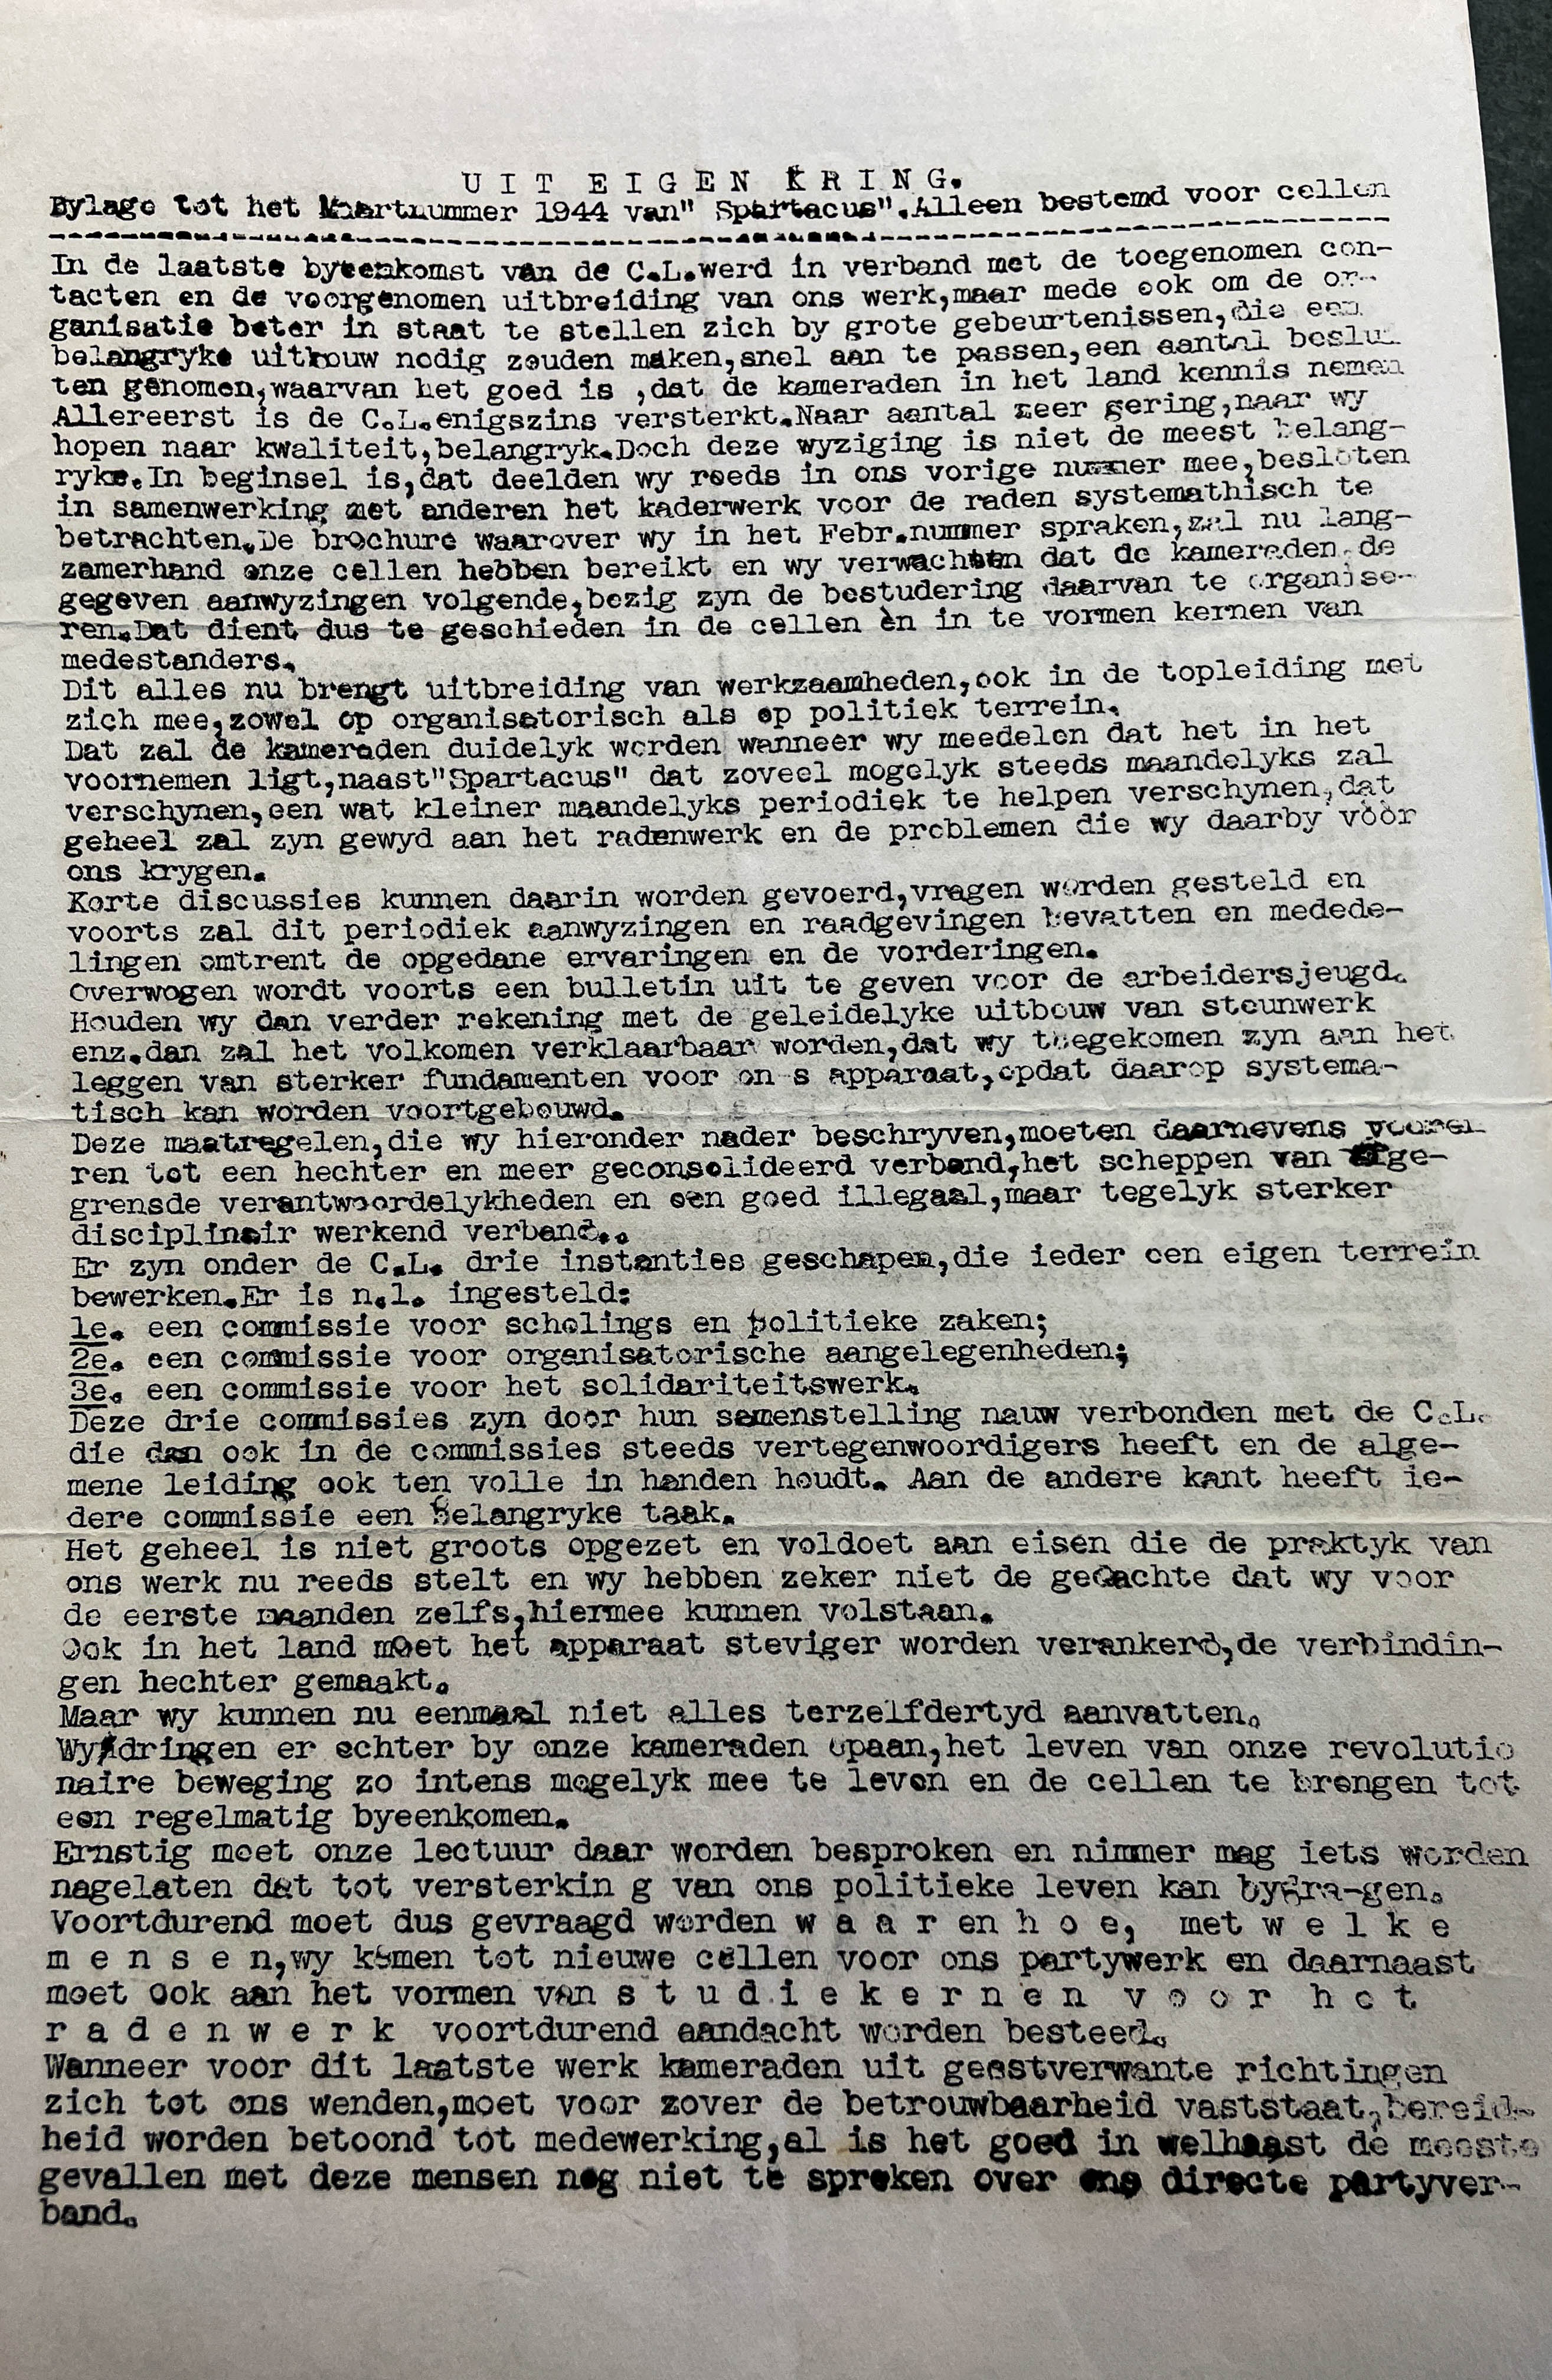 UIT EIGEN KRING.
Bylage tot het Maartnummer 1944 van" Spartacus".Alleen bestemd voor cellen
In de laatste byeenkomst van de C.L.werd in verband met de toegenomen con-
tacten en de voorgenomen uitbreiding van ons werk,maar mede ook om de or-
ganisatie beter in staat te stellen zich by grote gebeurtenissen,die een
belangryke uitbouw nodig zouden maken,snel aan te passen,een aantal beslui-
ten genomen,waarvan het goed is ,dat de kameraden in het land kennis nemen
Allereerst is de C.L.enigszins versterkt.Naar aantal zeer gering,naar wy
hopen naar kwaliteit,belangryk.Doch deze wyziging is niet de meest belang-
ryke.In beginsel is,dat deelden wy reeds in ons vorige nummer mee,besloten
in samenwerking met anderen het kaderwerk voor de raden systemathisch te
betrachten.De brochure waarover wy in het Febr.nummer spraken,zal nu lang-
zamerhand onze cellen hebben bereikt en wy verwachten dat de kameraden de
gegeven aanwyzingen volgende,bezig zyn de bestudering daarvan te organise-
ren.Dat dient dus te geschieden in de cellen èn in te vormen kernen van
medestanders.
Dit alles nu brengt uitbreiding van werkzaamheden,ook in de topleiding met
zich mee,zowel op organisatorisch als op politiek terrein.
Dat zal de kameraden duidelyk worden wanneer wy meedelen dat het in het
voornemen ligt,naast"Spartacus" dat zoveel mogelyk steeds maandelyks zal
verschynen,een wat kleiner maandelyks periodiek te helpen verschynen,dat
geheel zal zyn gewyd aan het radenwerk en de problemen die wy daarby vòòr
ons krygen.
Korte discussies kunnen daarin worden gevoerd,vragen worden gesteld en
voorts zal dit periodiek aanwyzingen en raadgevingen bevatten en medede-
lingen omtrent de opgedane ervaringen en de vorderingen.
Overwogen wordt voorts een bulletin uit te geven voor de arbeidersjeugd.
Houden wy dan verder rekening met de geleidelyke uitbouw van steunwerk
enz.dan zal het volkomen verklaarbaar worden,dat wy toegekomen zyn aan het
leggen van sterker fundamenten voor on s apparaat,opdat daarop systema-
tisch kan worden voortgebouwd.
Deze maatregelen,die wy hieronder nader beschryven,moeten daarnevens
ren tot een hechter en meer geconsolideerd verband,het scheppen van afge-
grensde verantwoordelykheden en een goed illegaal,maar tegelyk sterker
disciplinair werkend verband..
Er zyn onder de C.L. drie instanties geschapen,die ieder een eigen terrein
bewerken.Er is n.l. ingesteld:
1e. een commissie voor scholings en politieke zaken;
2e. een commissie voor organisatorische aangelegenheden;
3e. een commissie voor het solidariteitswerk.
Deze drie commissies zyn door hun samenstelling nauw verbonden met de C.L.
die dan ook in de commissies steeds vertegenwoordigers heeft en de alge-
mene leiding ook ten volle in handen houdt. Aan de andere kant heeft ie-
dere commissie een belangryke taak.
Het geheel is niet groots opgezet en voldoet aan eisen die de praktyk van
ons werk nu reeds stelt en wy hebben zeker niet de gedachte dat wy voor
de eerste maanden zelfs,hiermee kunnen volstaan.
Ook in het land moet het apparaat steviger worden verankerd,de verbindin-
gen hechter gemaakt.
Maar wy kunnen nu eenmaal niet alles terzelfdertyd aanvatten.
Wy dringen er echter by onze kameraden opaan,het leven van onze revolutio
naire beweging zo intens mogelyk mee te leven en de cellen te brengen tot
een regelmatig byeenkomen.
Ernstig moet onze lectuur daar worden besproken en nimmer mag iets worden
nagelaten dat tot versterkin g van ons politieke leven kan bydra-gen.
Voortdurend moet dus gevraagd worden w a a r en h o e, met w e l k e
m e n s e n,wy komen tot nieuwe cellen voor ons partywerk en daarnaast
moet ook aan het vormen van s t u d i e k e r n e n v o o r h e t
r a d e n w e r k voortdurend aandacht worden besteed.
Wanneer voor dit laatste werk kameraden uit geestverwante richtingen
zich tot ons wenden,moet voor zover de betrouwbaarheid vaststaat,bereid-
heid worden betoond tot medewerking,al is het goed in welhaast de meeste
gevallen met deze mensen nog niet te spreken over ons directe partyver-
band.